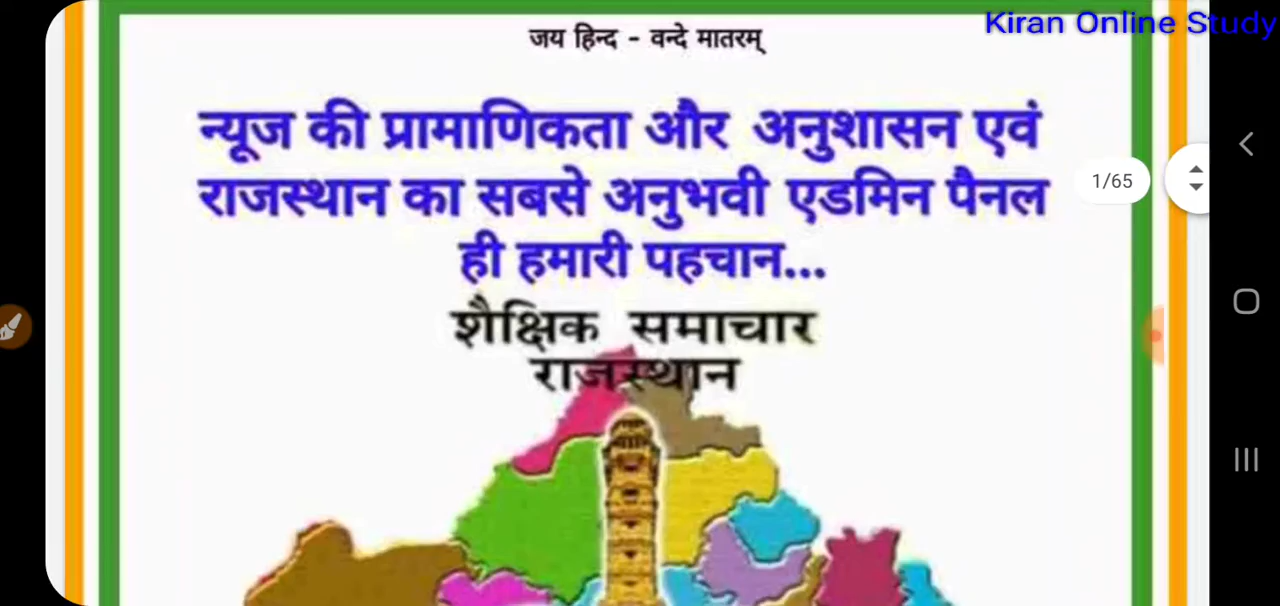 Kiran Online Study
जय हिन्द - वन्दे मातरम्
न्यूज की प्रामाणिकता और अनुशासन एवं
राजस्थान का सबसे अनुभवी एडमिन पैनल
ही हमारी पहचान...
1/65
शैक्षिक समाचार
राजस्थान